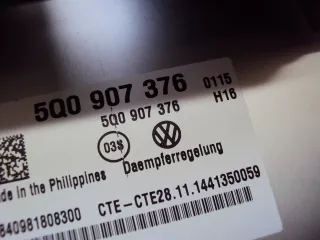 5Q0 907 376 0115
5Q0 907 376 H16
03$
Daempferregelung
de in the Philippines
840981808300 CTE-CTE28.11.1441350059